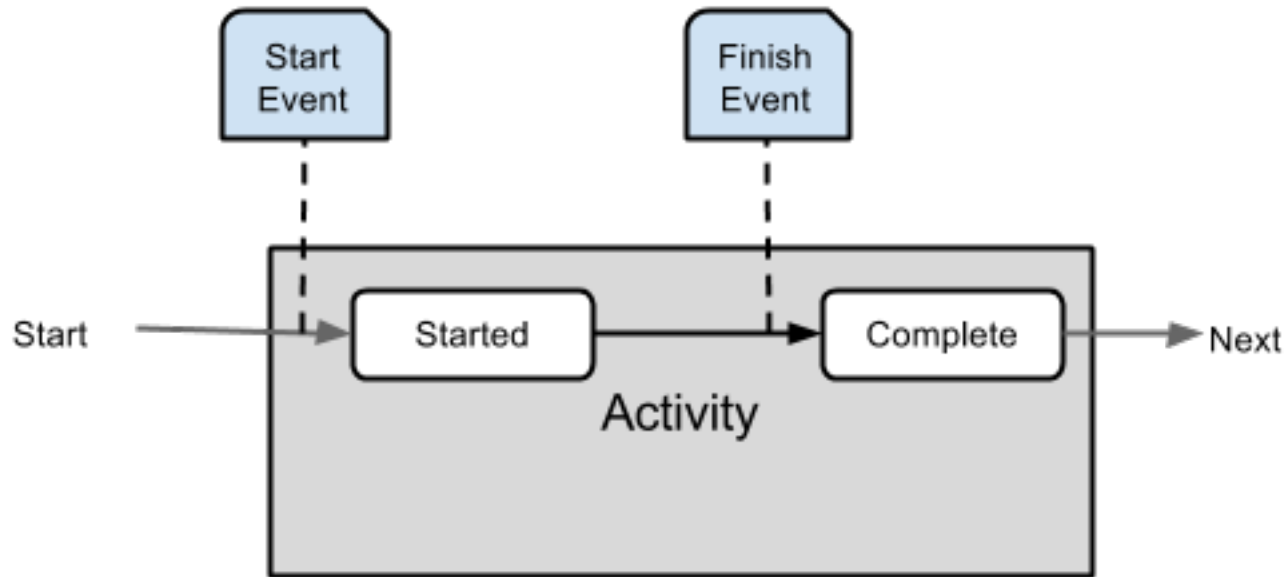 Start
Event
Finish
Event
Start
Started
Complete
Next
Activity